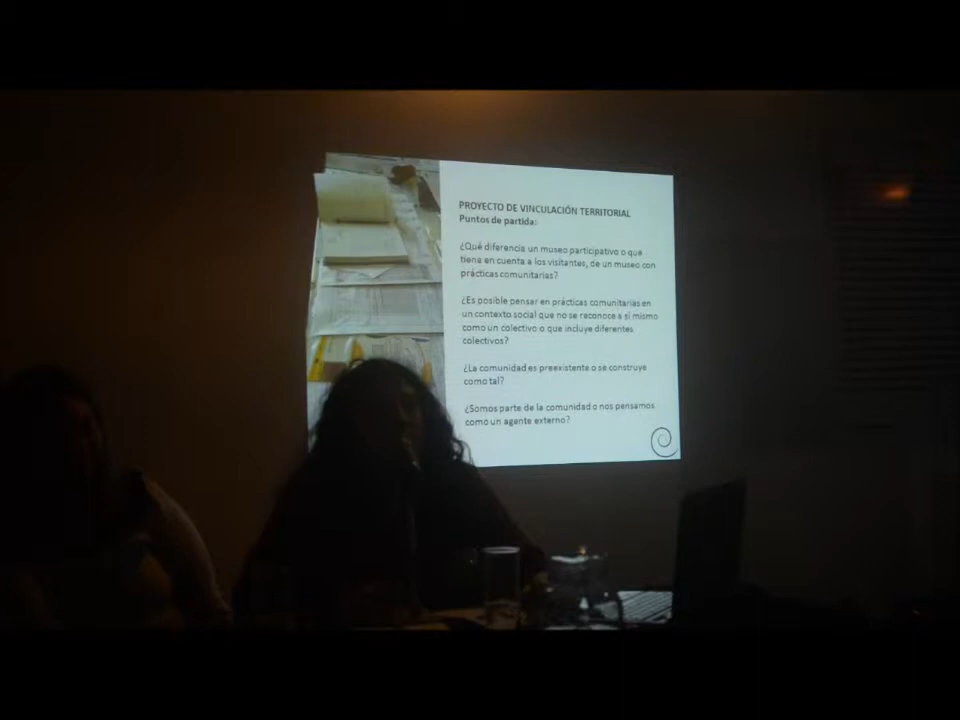 PROYECTO DE VINCULACIÓN TERRITORIAL
Puntos de partida:
¿Qué diferencia un museo participativo o que
tiene en cuenta a los visitantes, de un museo con
prácticas comunitarias?
¿Es posible pensar en prácticas comunitarias en
un contexto social que no se reconoce a sí mismo
como un colectivo o que incluye diferentes
colectivos?
¿La comunidad es preexistente o se construye
como tal?
¿Somos parte de la comunidad o nos pensamos
como un agente externo?